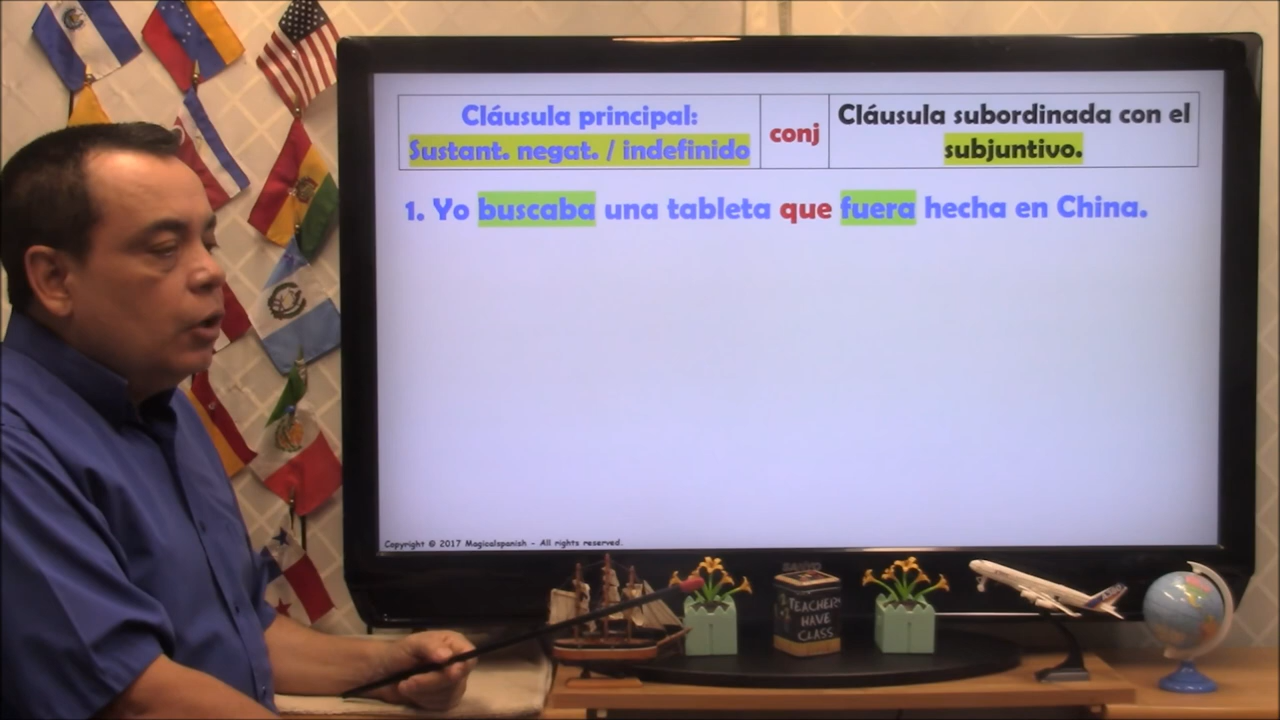 Cláusula principal:
Sustant. negat. / indefinido
conj
Cláusula subordinada con el
subjuntivo.
1. Yo buscaba una tableta que fuera hecha en China.
Copyright © 2017 Magicalspanish - All rights reserved.
SANYO
TEACHERS
HAVE
CLASS